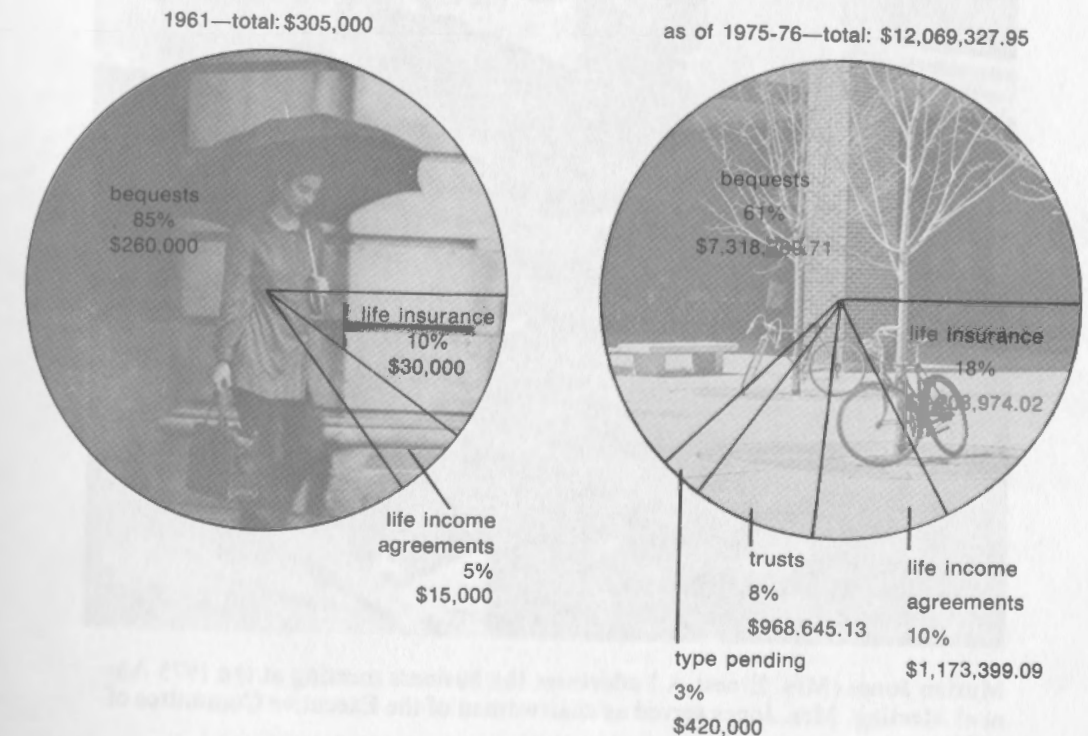 1961—total: $305,000
bequests
85%
$260,000
life insurance
10%
$30,000
life income
agreements
5%
$15,000
as of 1975-76—total: $12,069,327.95
bequests
61%
life insurance
18%
life income
agreements
10%
$1,173,399.09
trusts
8%
$968.645.13
type pending
3%
$420,000